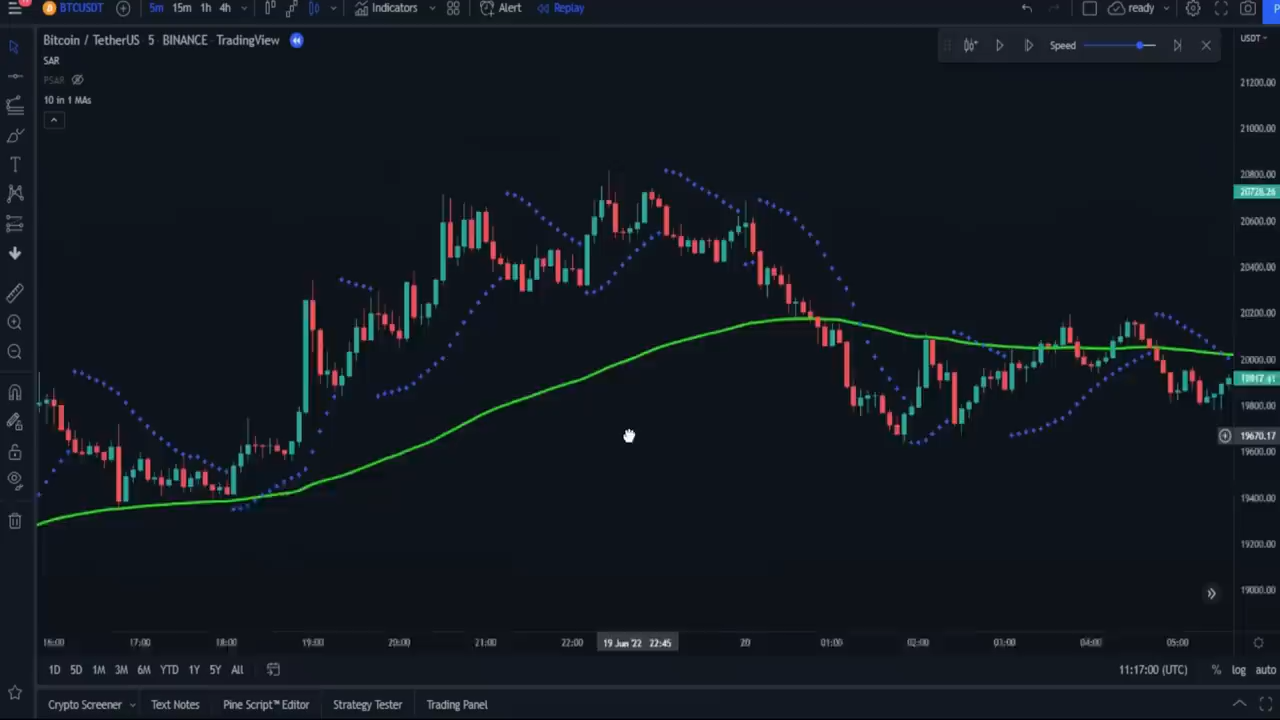 BTCUSDT 5m 15m 1h 4h Indicators Alert Replay ready
Bitcoin / TetherUS 5 BINANCE TradingView
Speed
USDT
SAR
PSAR
10 in 1 MAs
21200.00
21000.00
20800.00
20728.26
20600.00
20400.00
20200.00
20000.00
19800.00
19670.17
19600.00
19400.00
19200.00
19000.00
16:00 17:00 18:00 19:00 20:00 21:00 22:00 19 Jun '22 22:45 20 01:00 02:00 03:00 04:00 05:00
1D 5D 1M 3M 6M YTD 1Y 5Y All 11:17:00 (UTC) % log auto
Crypto Screener Text Notes Pine Script™ Editor Strategy Tester Trading Panel